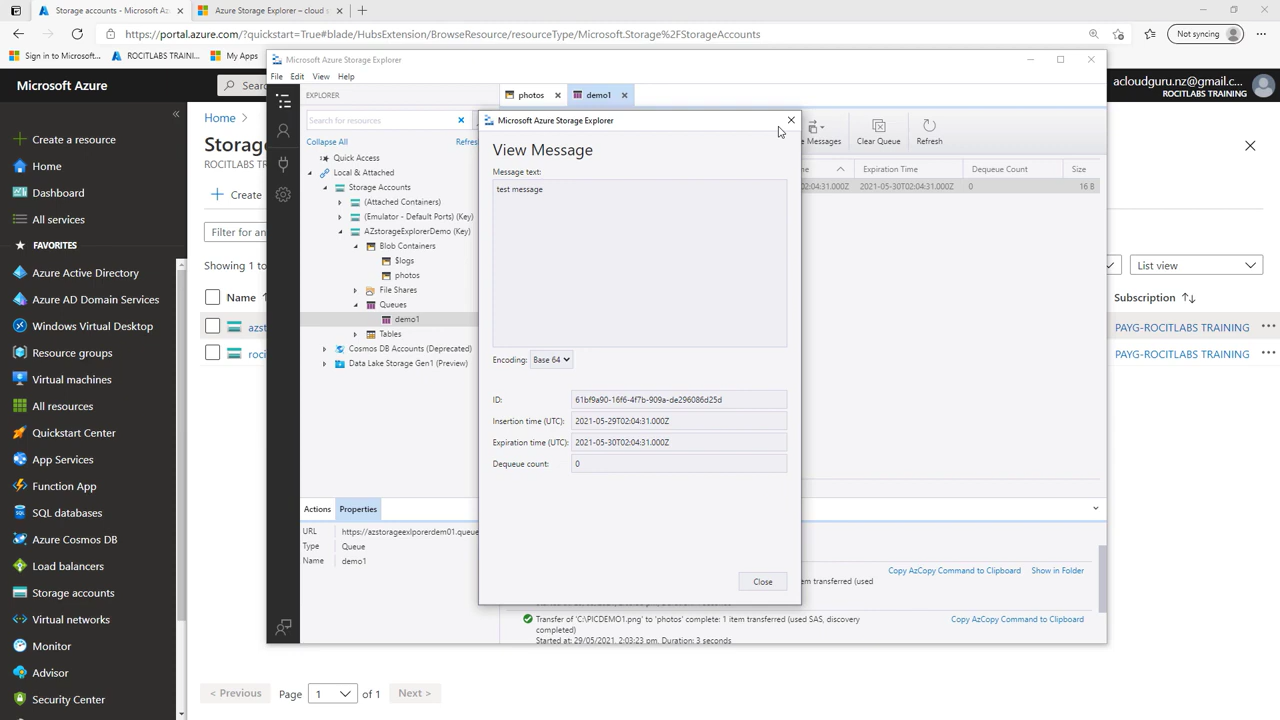 Storage accounts - Microsoft Az
Azure Storage Explorer – cloud s
https://portal.azure.com/?quickstart=True#blade/HubsExtension/BrowseResource/resourceType/Microsoft.Storage%2FStorageAccounts
Not syncing
Sign in to Microsoft...
ROCITLABS TRAININ...
My Apps
Microsoft Azure
Searc
acloudguru.nz@gmail.c...
ROCITLABS TRAINING
Create a resource
Home
Dashboard
All services
FAVORITES
Azure Active Directory
Azure AD Domain Services
Windows Virtual Desktop
Resource groups
Virtual machines
All resources
Quickstart Center
App Services
Function App
SQL databases
Azure Cosmos DB
Load balancers
Storage accounts
Virtual networks
Monitor
Advisor
Security Center
Home
Storag
ROCITLABS TRAINI
Create
Filter for an
Showing 1 to
Name
azst
roci
< Previous
Page
1
of 1
Next >
List view
Subscription
PAYG-ROCITLABS TRAINING
PAYG-ROCITLABS TRAINING
Microsoft Azure Storage Explorer
File
Edit
View
Help
EXPLORER
Search for resources
Collapse All
Refres
Quick Access
Local & Attached
Storage Accounts
(Attached Containers)
(Emulator - Default Ports) (Key)
AZstorageExplorerDemo (Key)
Blob Containers
$logs
photos
File Shares
Queues
demo1
Tables
Cosmos DB Accounts (Deprecated)
Data Lake Storage Gen1 (Preview)
Actions
Properties
URL
https://azstorageexlporerdem01.queue
Type
Queue
Name
demo1
photos
demo1
Messages
Clear Queue
Refresh
Time
Expiration Time (UTC)
Dequeue Count
Size
02:04:31.000Z
2021-05-30T02:04:31.000Z
0
16 B
Microsoft Azure Storage Explorer
View Message
Message text:
test message
Encoding:
Base 64
ID:
61bf9a90-16f6-4f7b-909a-de296086d25d
Insertion time (UTC):
2021-05-29T02:04:31.000Z
Expiration time (UTC):
2021-05-30T02:04:31.000Z
Dequeue count:
0
Close
Copy AzCopy Command to Clipboard
Show in Folder
tem transferred (used
Transfer of 'C:\PICDEMO1.png' to 'photos' complete: 1 item transferred (used SAS, discovery
completed)
Copy AzCopy Command to Clipboard
Started at: 29/05/2021, 2:03:23 pm, Duration: 3 seconds